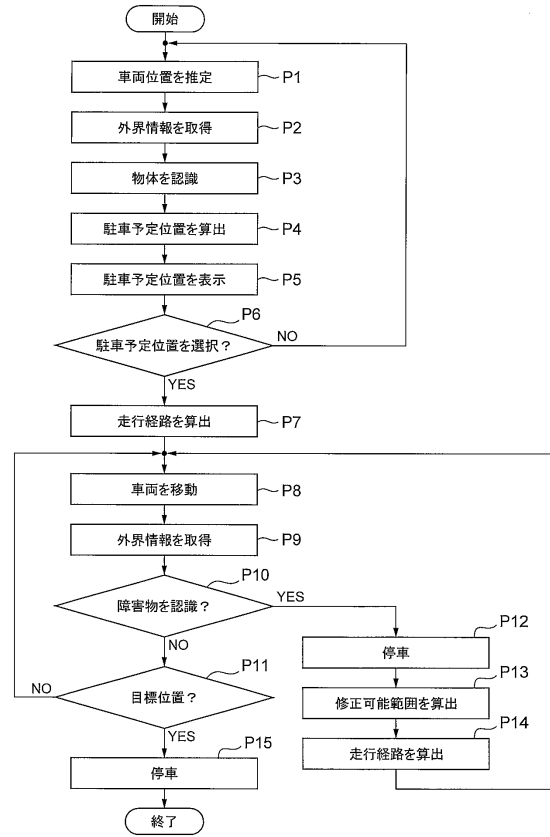 開始
車両位置を推定 P1
外界情報を取得 P2
物体を認識 P3
駐車予定位置を算出 P4
駐車予定位置を表示 P5
P6
駐車予定位置を選択？ NO
YES
走行経路を算出 P7
車両を移動 P8
外界情報を取得 P9
P10
障害物を認識？ YES
NO
P12
停車
P11
目標位置？ NO
YES
P13
修正可能範囲を算出
P14
走行経路を算出
P15
停車
終了